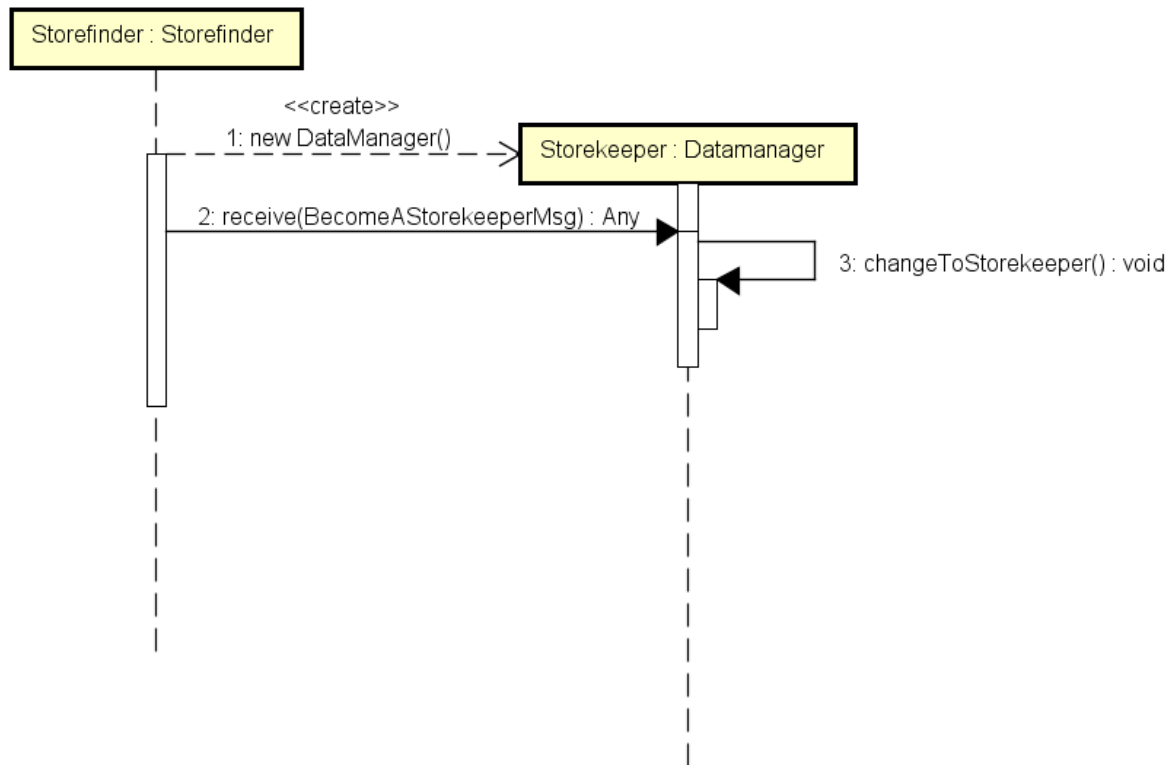 Storefinder : Storefinder
<<create>>
1: new DataManager()
Storekeeper : Datamanager
2: receive(BecomeAStorekeeperMsg) : Any
3: changeToStorekeeper() : void